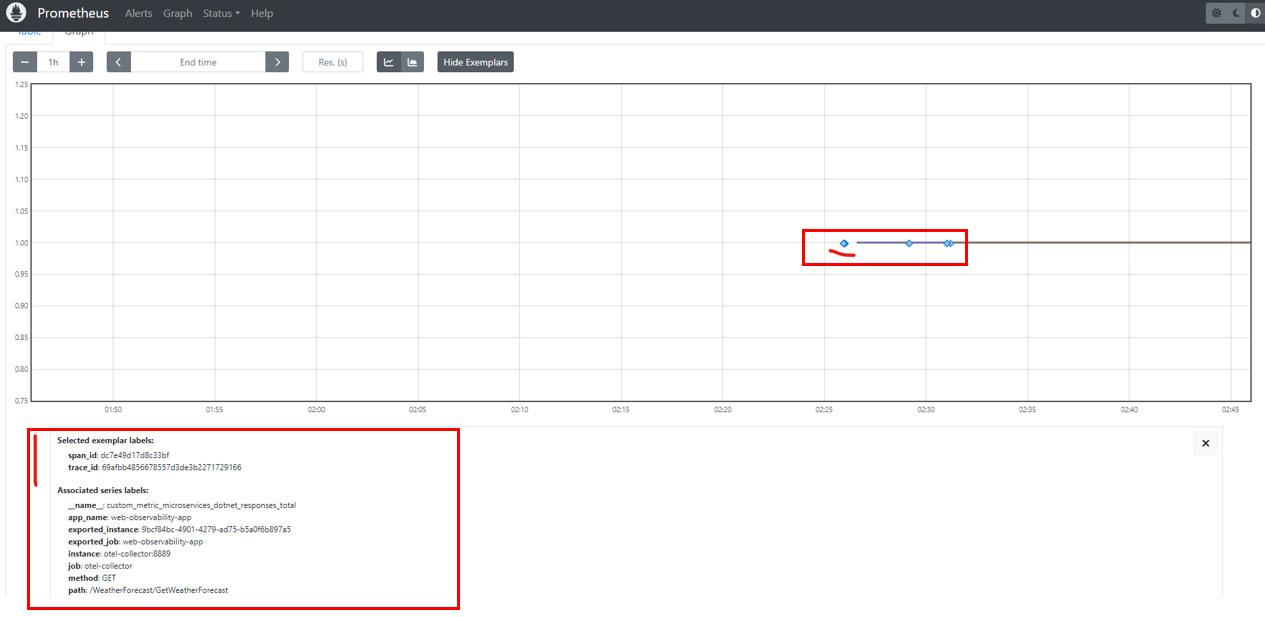 Prometheus Alerts Graph Status Help
Table Graph
1h End time Res. (s) Hide Exemplars
1.25
1.20
1.15
1.10
1.05
1.00
0.95
0.90
0.85
0.80
0.75
01:50 01:55 02:00 02:05 02:10 02:15 02:20 02:25 02:30 02:35 02:40 02:45
Selected exemplar labels:
span_id: dc7e49d17d8c33bf
trace_id: 69afbb4856678557d3de3b2271729166
Associated series labels:
__name__: custom_metric_microservices_dotnet_responses_total
app_name: web-observability-app
exported_instance: 9bcf84bc-4901-4279-ad75-b5a0f6b897a5
exported_job: web-observability-app
instance: otel-collector:8889
job: otel-collector
method: GET
path: /WeatherForecast/GetWeatherForecast